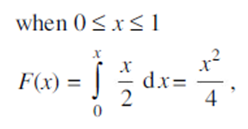 when 0 ≤ x ≤ 1
F(x) = ∫₀ˣ x/2 dx = x²/4 ,